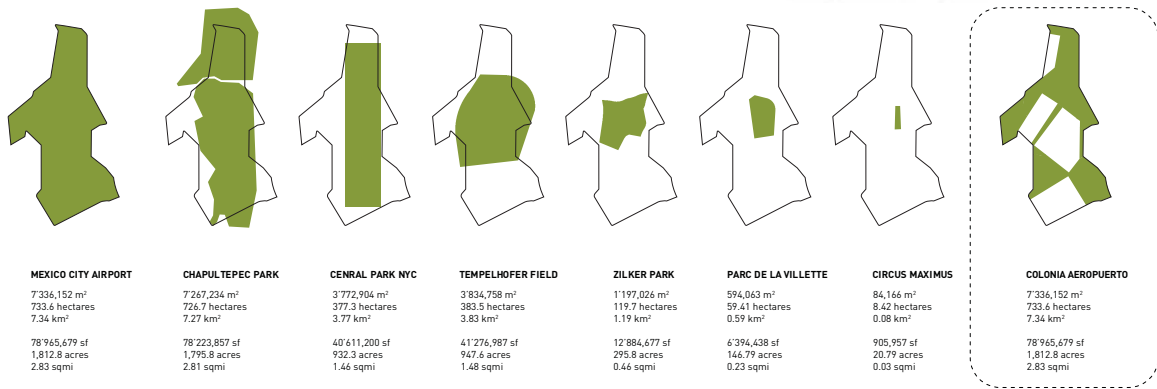 MEXICO CITY AIRPORT
7'336,152 m²
733.6 hectares
7.34 km²
78'965,679 sf
1,812.8 acres
2.83 sqmi
CHAPULTEPEC PARK
7'267,234 m²
726.7 hectares
7.27 km²
78'223,857 sf
1,795.8 acres
2.81 sqmi
CENRAL PARK NYC
3'772,904 m²
377.3 hectares
3.77 km²
40'611,200 sf
932.3 acres
1.46 sqmi
TEMPELHOFER FIELD
3'834,758 m²
383.5 hectares
3.83 km²
41'276,987 sf
947.6 acres
1.48 sqmi
ZILKER PARK
1'197,026 m²
119.7 hectares
1.19 km²
12'884,677 sf
295.8 acres
0.46 sqmi
PARC DE LA VILLETTE
594,063 m²
59.41 hectares
0.59 km²
6'394,438 sf
146.79 acres
0.23 sqmi
CIRCUS MAXIMUS
84,166 m²
8.42 hectares
0.08 km²
905,957 sf
20.79 acres
0.03 sqmi
COLONIA AEROPUERTO
7'336,152 m²
733.6 hectares
7.34 km²
78'965,679 sf
1,812.8 acres
2.83 sqmi